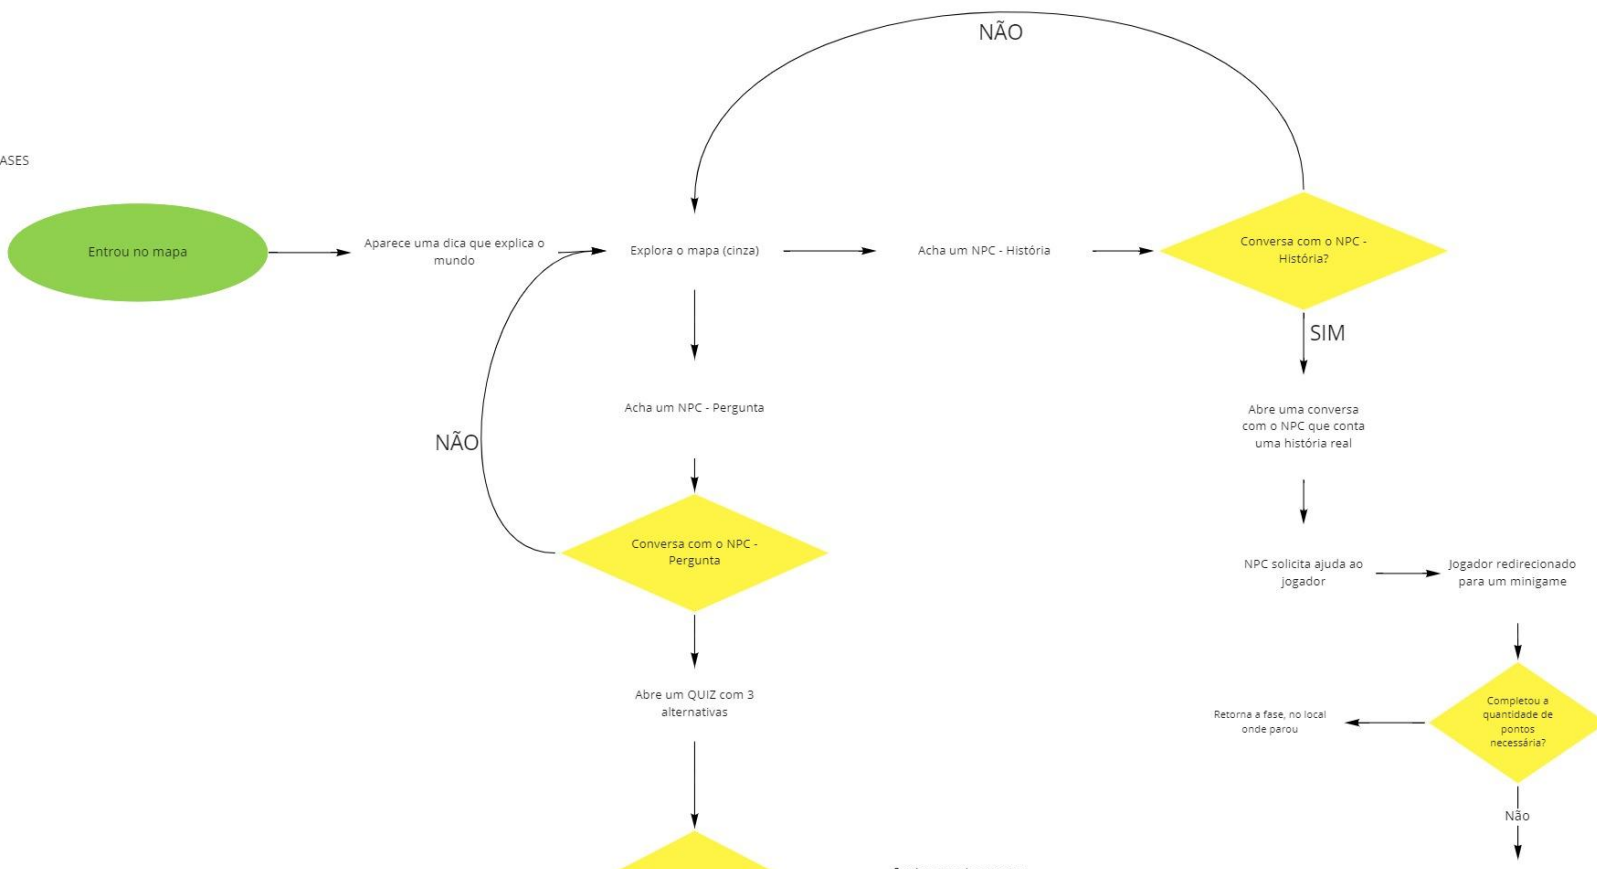 NÃO
ASES
Entrou no mapa
Aparece uma dica que explica o
mundo
Explora o mapa (cinza)
Acha um NPC - História
Conversa com o NPC -
História?
SIM
Acha um NPC - Pergunta
Abre uma conversa
com o NPC que conta
uma história real
NÃO
Conversa com o NPC -
Pergunta
NPC solicita ajuda ao
jogador
Jogador redirecionado
para um minigame
Abre um QUIZ com 3
alternativas
Retorna a fase, no local
onde parou
Completou a
quantidade de
pontos
necessária?
Não